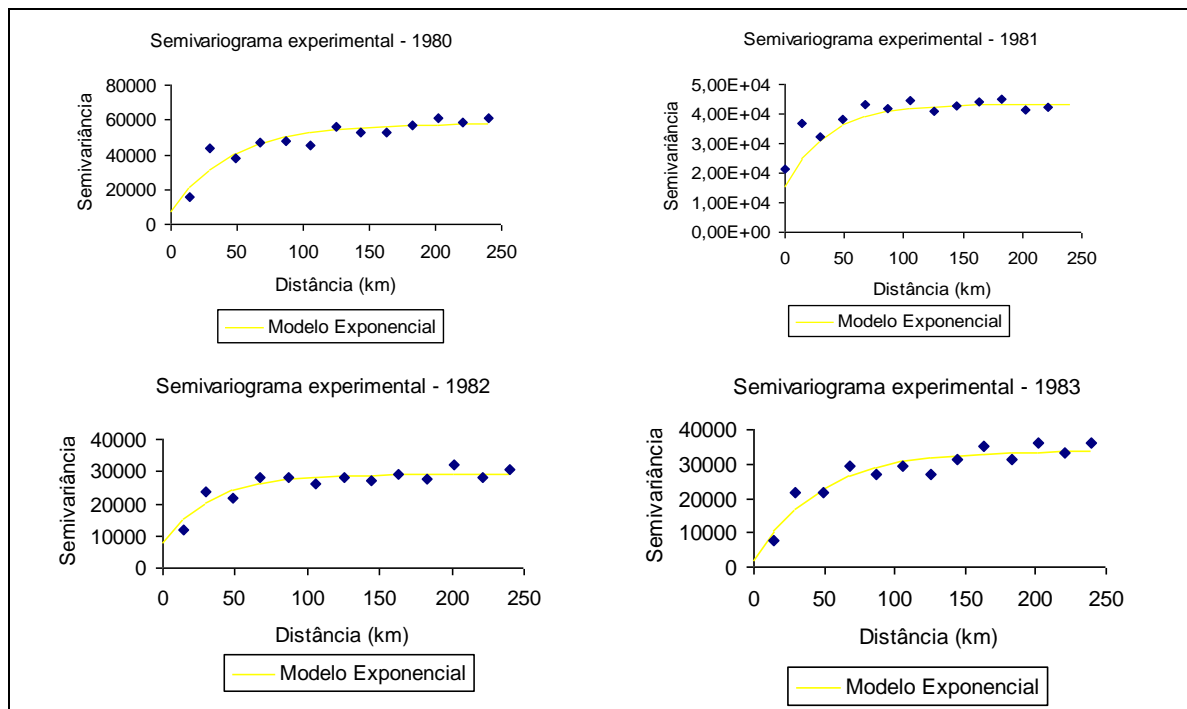 Semivariograma experimental - 1980
Semivariância
80000
60000
40000
20000
0
0 50 100 150 200 250
Distância (km)
Modelo Exponencial
Semivariograma experimental - 1981
Semivariância
5,00E+04
4,00E+04
3,00E+04
2,00E+04
1,00E+04
0,00E+00
0 50 100 150 200 250
Distância (km)
Modelo Exponencial
Semivariograma experimental - 1982
Semivariância
40000
30000
20000
10000
0
0 50 100 150 200 250
Distância (km)
Modelo Exponencial
Semivariograma experimental - 1983
Semivariância
40000
30000
20000
10000
0
0 50 100 150 200 250
Distância (km)
Modelo Exponencial